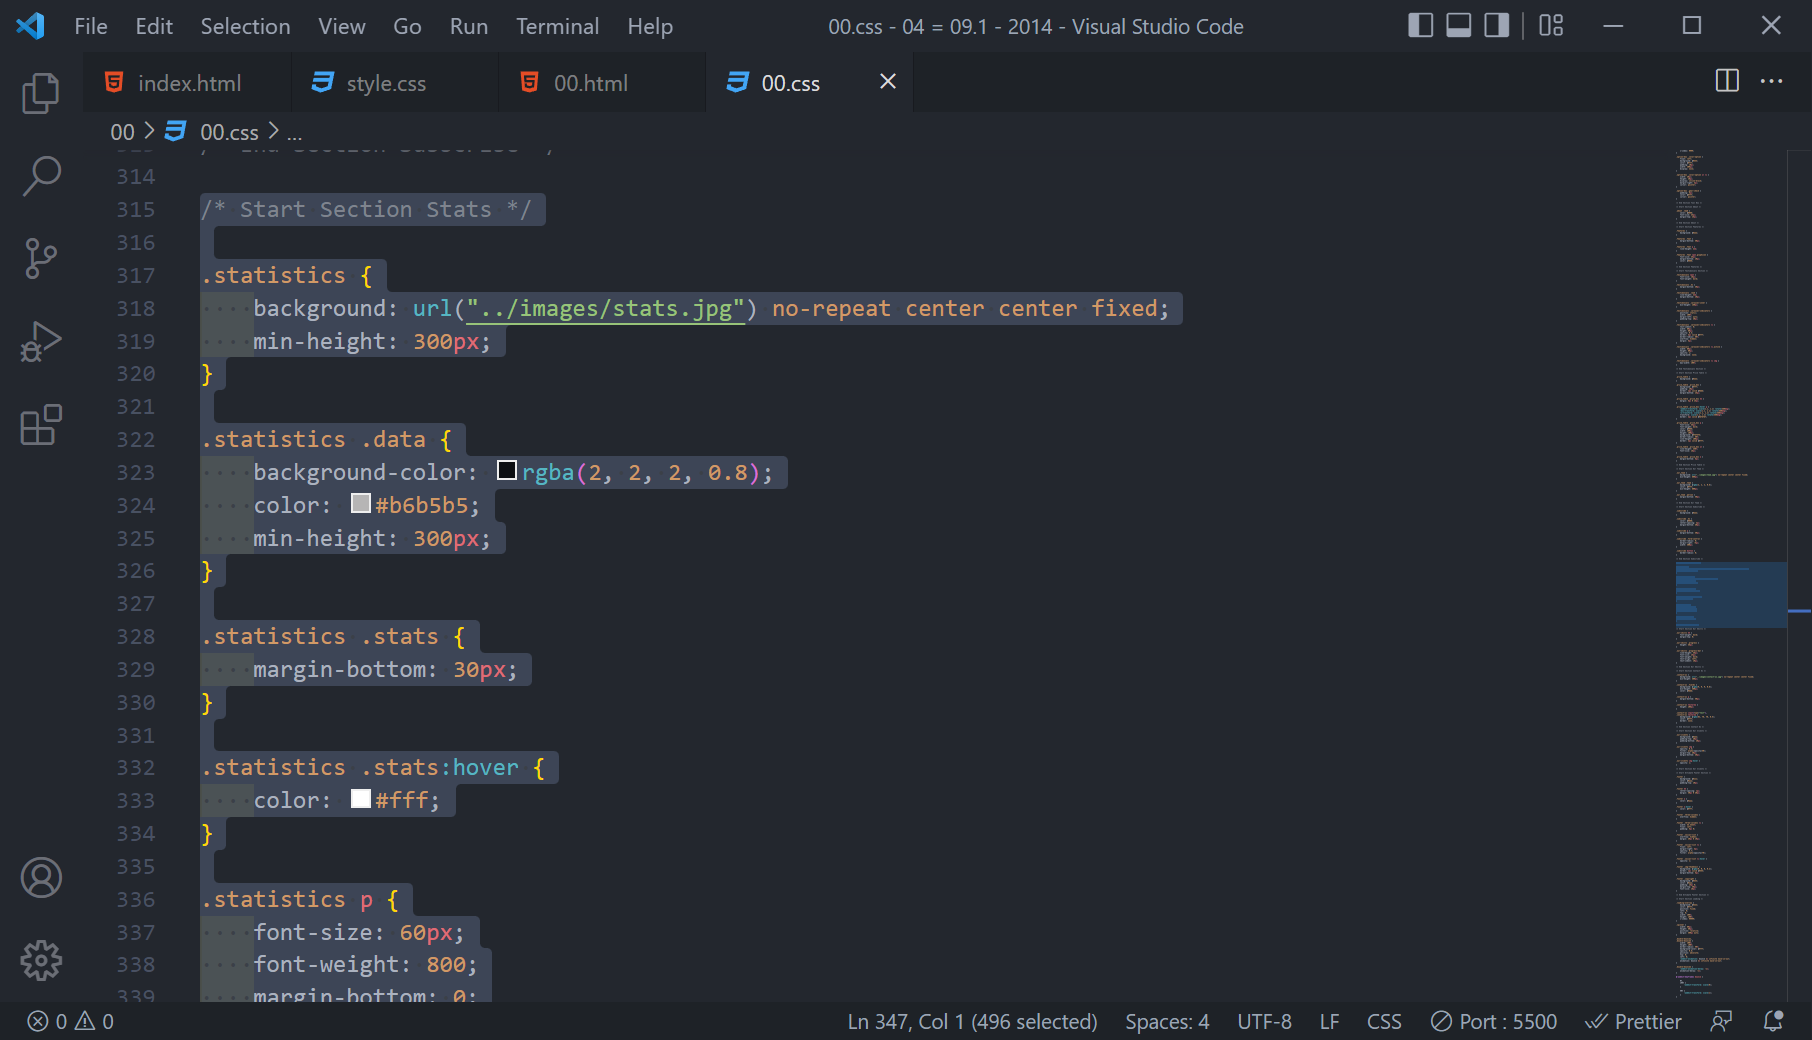 File Edit Selection View Go Run Terminal Help 00.css - 04 = 09.1 - 2014 - Visual Studio Code
index.html style.css 00.html 00.css
00 > 00.css > ...
314
315 /* Start Section Stats */
316
317 .statistics {
318 background: url("../images/stats.jpg") no-repeat center center fixed;
319 min-height: 300px;
320 }
321
322 .statistics .data {
323 background-color: rgba(2, 2, 2, 0.8);
324 color: #b6b5b5;
325 min-height: 300px;
326 }
327
328 .statistics .stats {
329 margin-bottom: 30px;
330 }
331
332 .statistics .stats:hover {
333 color: #fff;
334 }
335
336 .statistics p {
337 font-size: 60px;
338 font-weight: 800;
339 margin-bottom: 0;
0 0 Ln 347, Col 1 (496 selected) Spaces: 4 UTF-8 LF CSS Port : 5500 Prettier